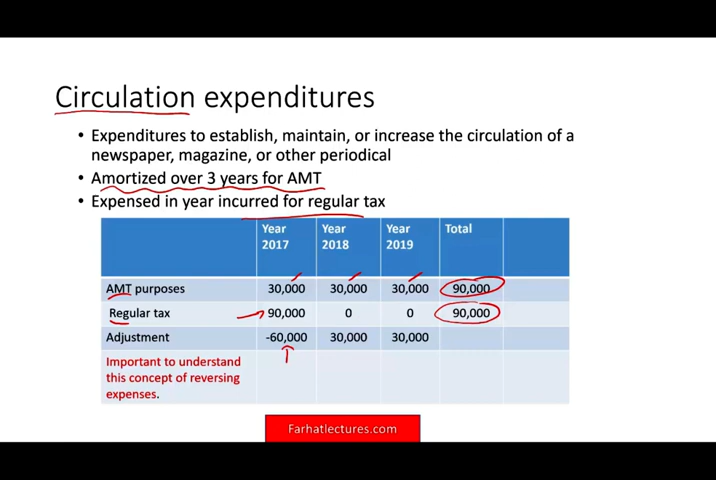 Circulation expenditures
• Expenditures to establish, maintain, or increase the circulation of a
newspaper, magazine, or other periodical
• Amortized over 3 years for AMT
• Expensed in year incurred for regular tax
Year 2017 Year 2018 Year 2019 Total
AMT purposes 30,000 30,000 30,000 90,000
Regular tax 90,000 0 0 90,000
Adjustment -60,000 30,000 30,000
Important to understand
this concept of reversing
expenses.
Farhatlectures.com